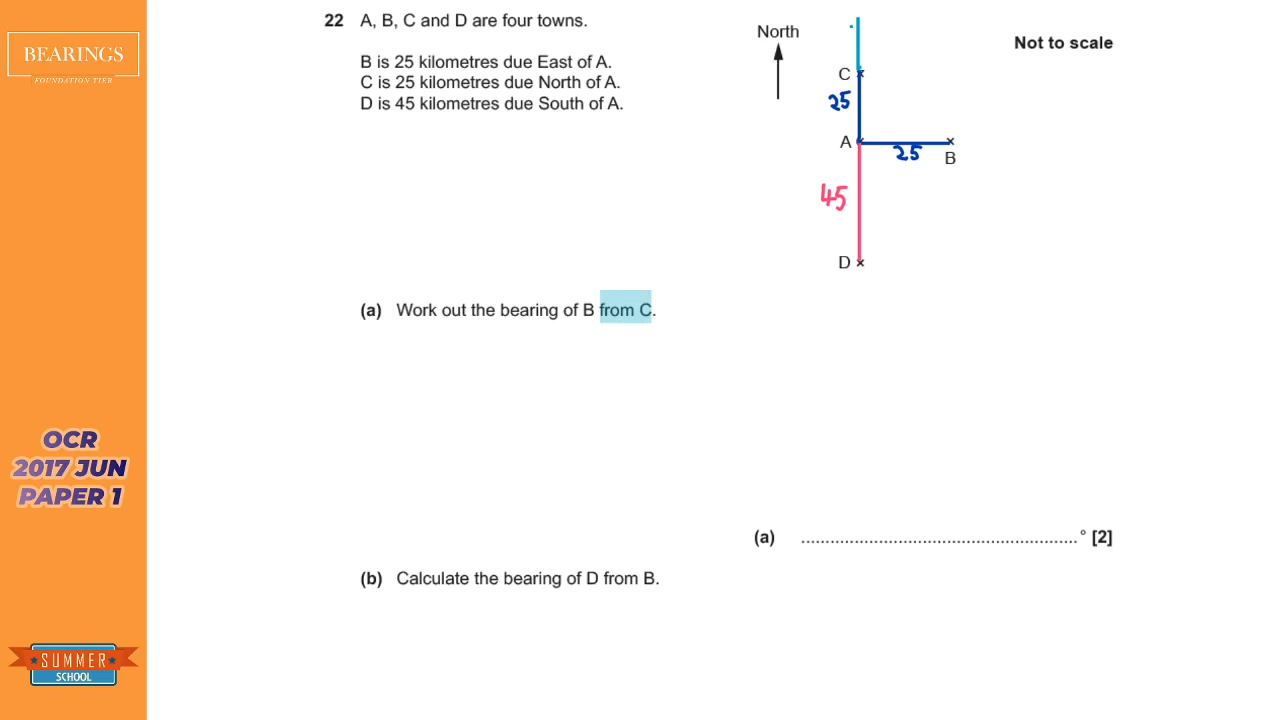 BEARINGS
FOUNDATION TIER
OCR
2017 JUN
PAPER 1
SUMMER
SCHOOL
22 A, B, C and D are four towns.
B is 25 kilometres due East of A.
C is 25 kilometres due North of A.
D is 45 kilometres due South of A.
North
Not to scale
C
25
A
25
B
45
D
(a) Work out the bearing of B from C.
(a) ........................................................° [2]
(b) Calculate the bearing of D from B.